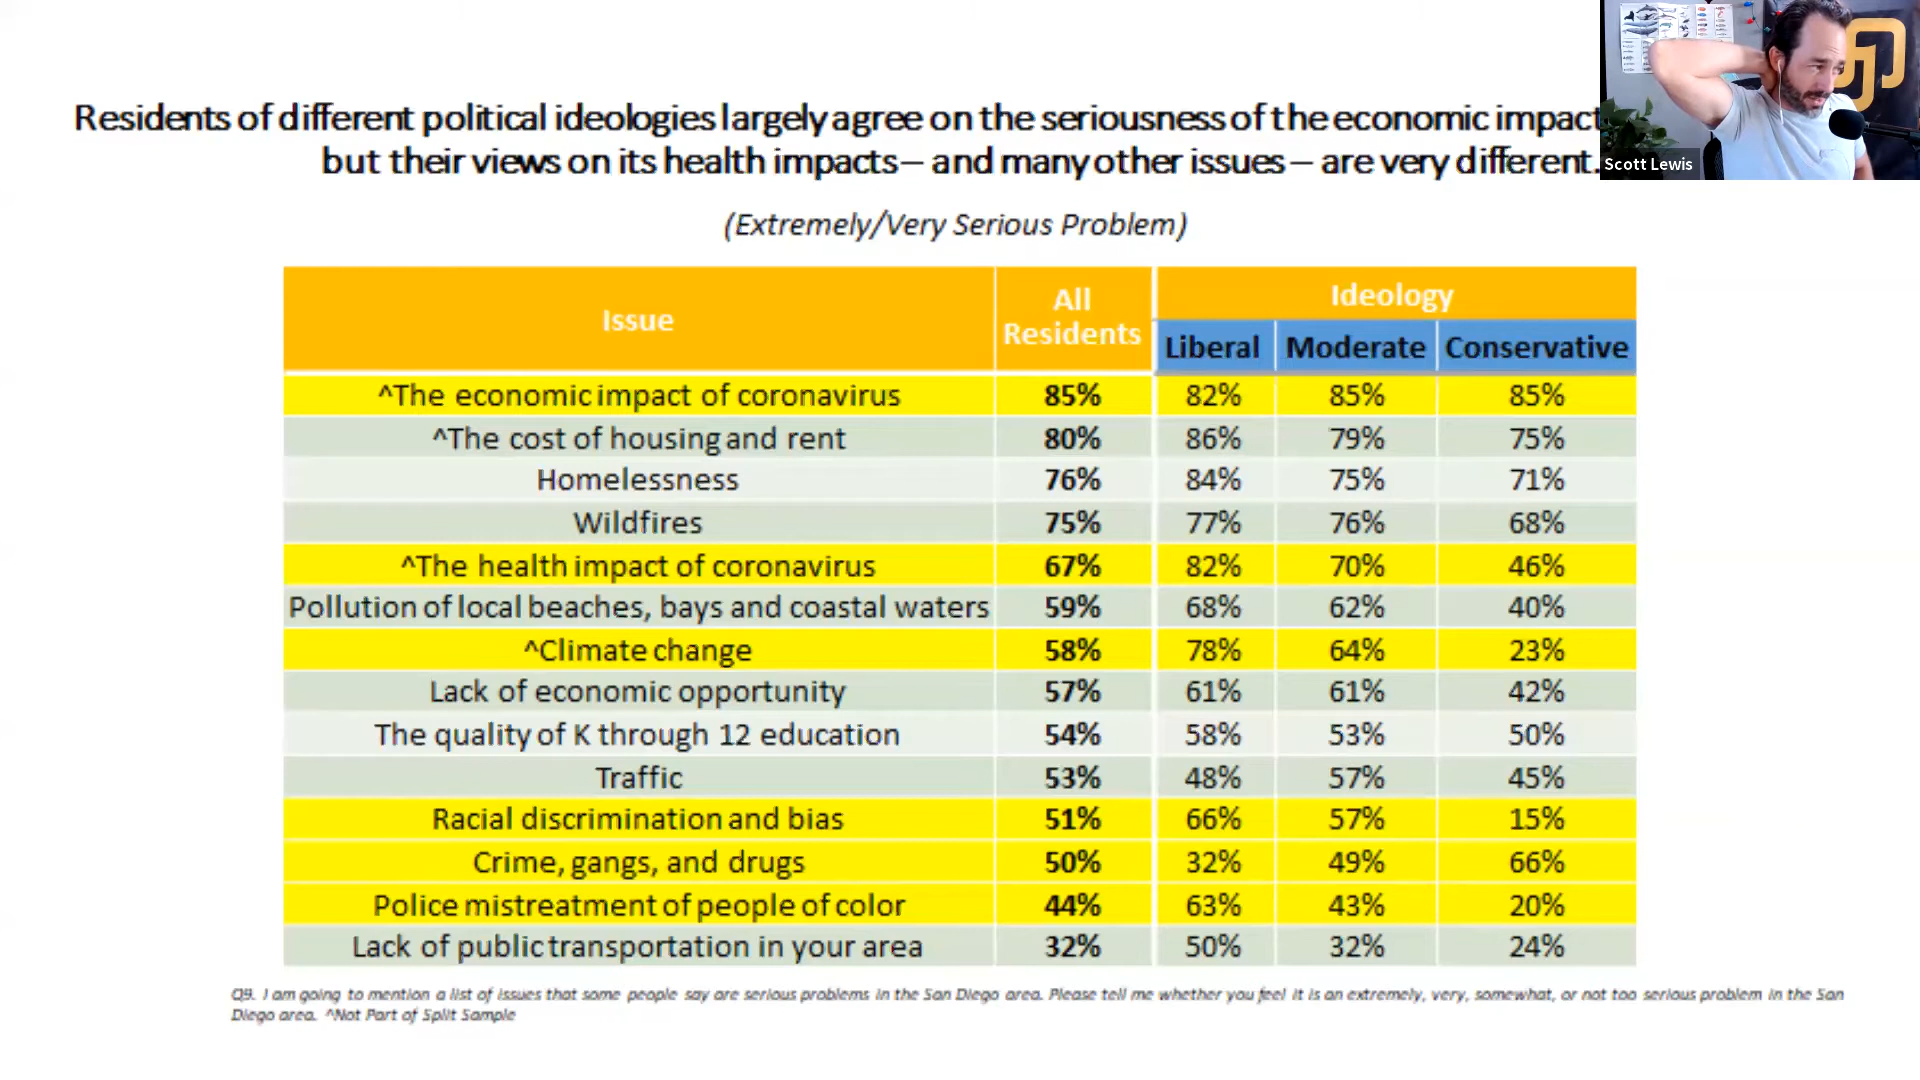 Residents of different political ideologies largely agree on the seriousness of the economic impact
but their views on its health impacts – and many other issues – are very different.
Scott Lewis
(Extremely/Very Serious Problem)
Issue All Residents Ideology
Liberal Moderate Conservative
^The economic impact of coronavirus 85% 82% 85% 85%
^The cost of housing and rent 80% 86% 79% 75%
Homelessness 76% 84% 75% 71%
Wildfires 75% 77% 76% 68%
^The health impact of coronavirus 67% 82% 70% 46%
Pollution of local beaches, bays and coastal waters 59% 68% 62% 40%
^Climate change 58% 78% 64% 23%
Lack of economic opportunity 57% 61% 61% 42%
The quality of K through 12 education 54% 58% 53% 50%
Traffic 53% 48% 57% 45%
Racial discrimination and bias 51% 66% 57% 15%
Crime, gangs, and drugs 50% 32% 49% 66%
Police mistreatment of people of color 44% 63% 43% 20%
Lack of public transportation in your area 32% 50% 32% 24%
Q9. I am going to mention a list of issues that some people say are serious problems in the San Diego area. Please tell me whether you feel it is an extremely, very, somewhat, or not too serious problem in the San
Diego area. ^Not Part of Split Sample